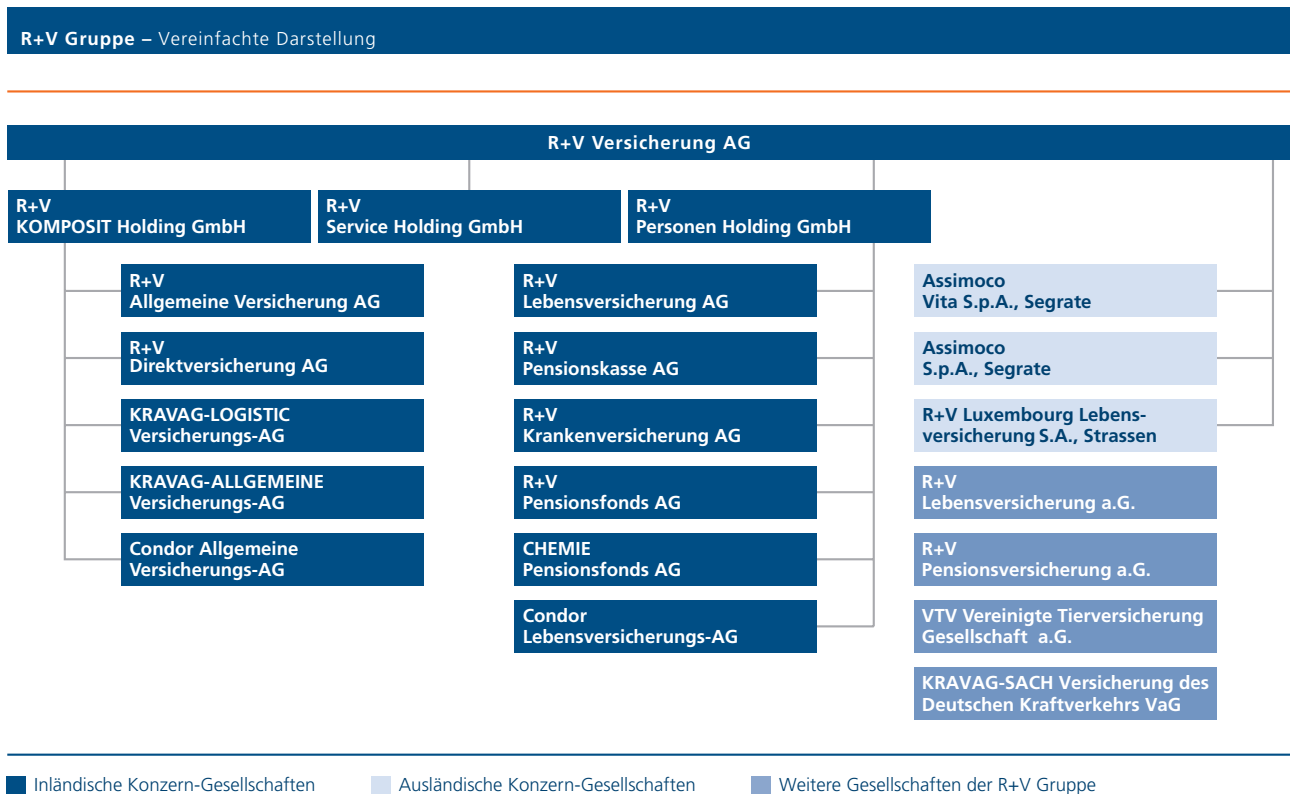 R+V Gruppe – Vereinfachte Darstellung
R+V Versicherung AG
R+V
KOMPOSIT Holding GmbH
R+V
Service Holding GmbH
R+V
Personen Holding GmbH
R+V
Allgemeine Versicherung AG
R+V
Direktversicherung AG
KRAVAG-LOGISTIC
Versicherungs-AG
KRAVAG-ALLGEMEINE
Versicherungs-AG
Condor Allgemeine
Versicherungs-AG
R+V
Lebensversicherung AG
R+V
Pensionskasse AG
R+V
Krankenversicherung AG
R+V
Pensionsfonds AG
CHEMIE
Pensionsfonds AG
Condor
Lebensversicherungs-AG
Assimoco
Vita S.p.A., Segrate
Assimoco
S.p.A., Segrate
R+V Luxembourg Lebens-
versicherung S.A., Strassen
R+V
Lebensversicherung a.G.
R+V
Pensionsversicherung a.G.
VTV Vereinigte Tierversicherung
Gesellschaft a.G.
KRAVAG-SACH Versicherung des
Deutschen Kraftverkehrs VaG
Inländische Konzern-Gesellschaften
Ausländische Konzern-Gesellschaften
Weitere Gesellschaften der R+V Gruppe